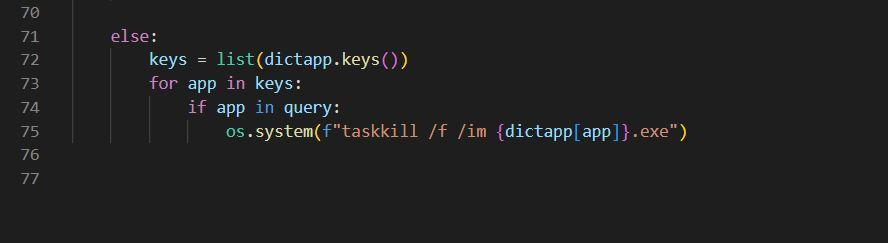 70
71 else:
72 keys = list(dictapp.keys())
73 for app in keys:
74 if app in query:
75 os.system(f"taskkill /f /im {dictapp[app]}.exe")
76
77